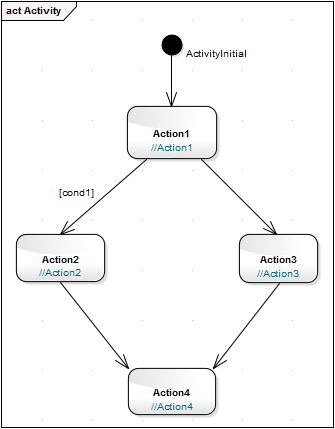 act Activity
ActivityInitial
Action1
//Action1
[cond1]
Action2
//Action2
Action3
//Action3
Action4
//Action4